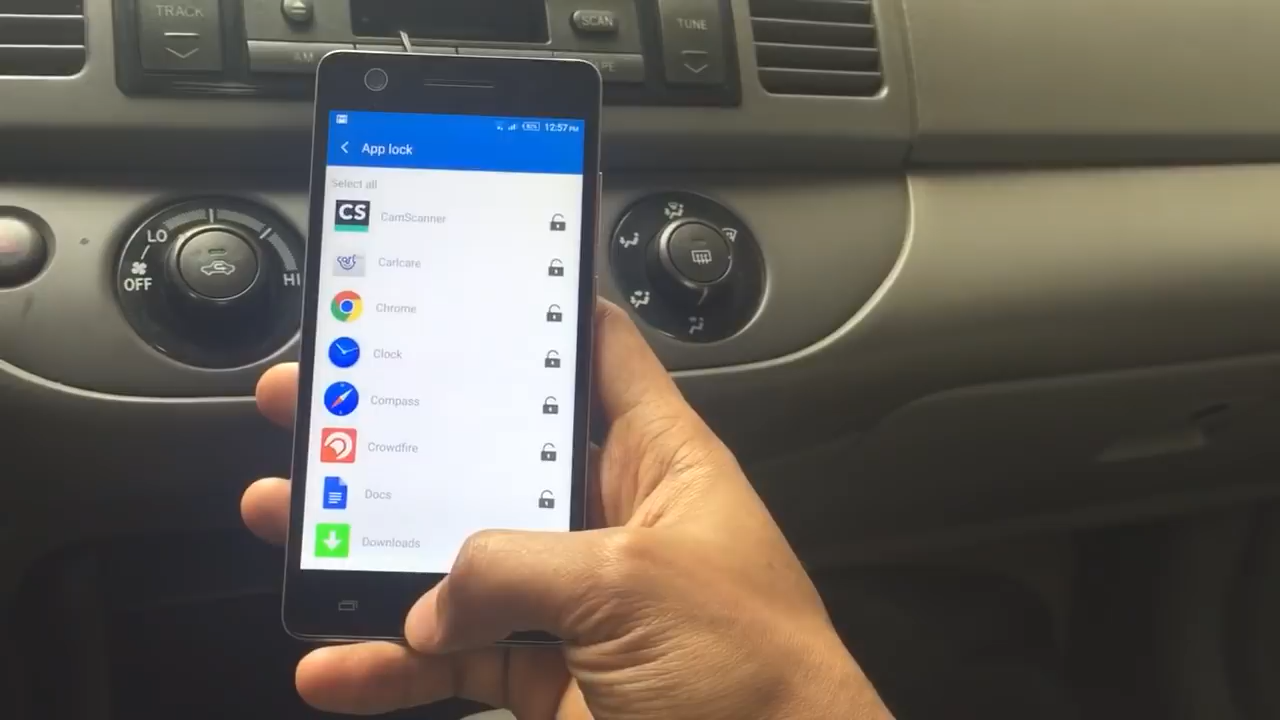 TRACK
SCAN
TUNE
AM
12:57 PM
App lock
Select all
CS
CamScanner
Carlcare
Chrome
Clock
Compass
Crowdfire
Docs
Downloads
LO
OFF
HI